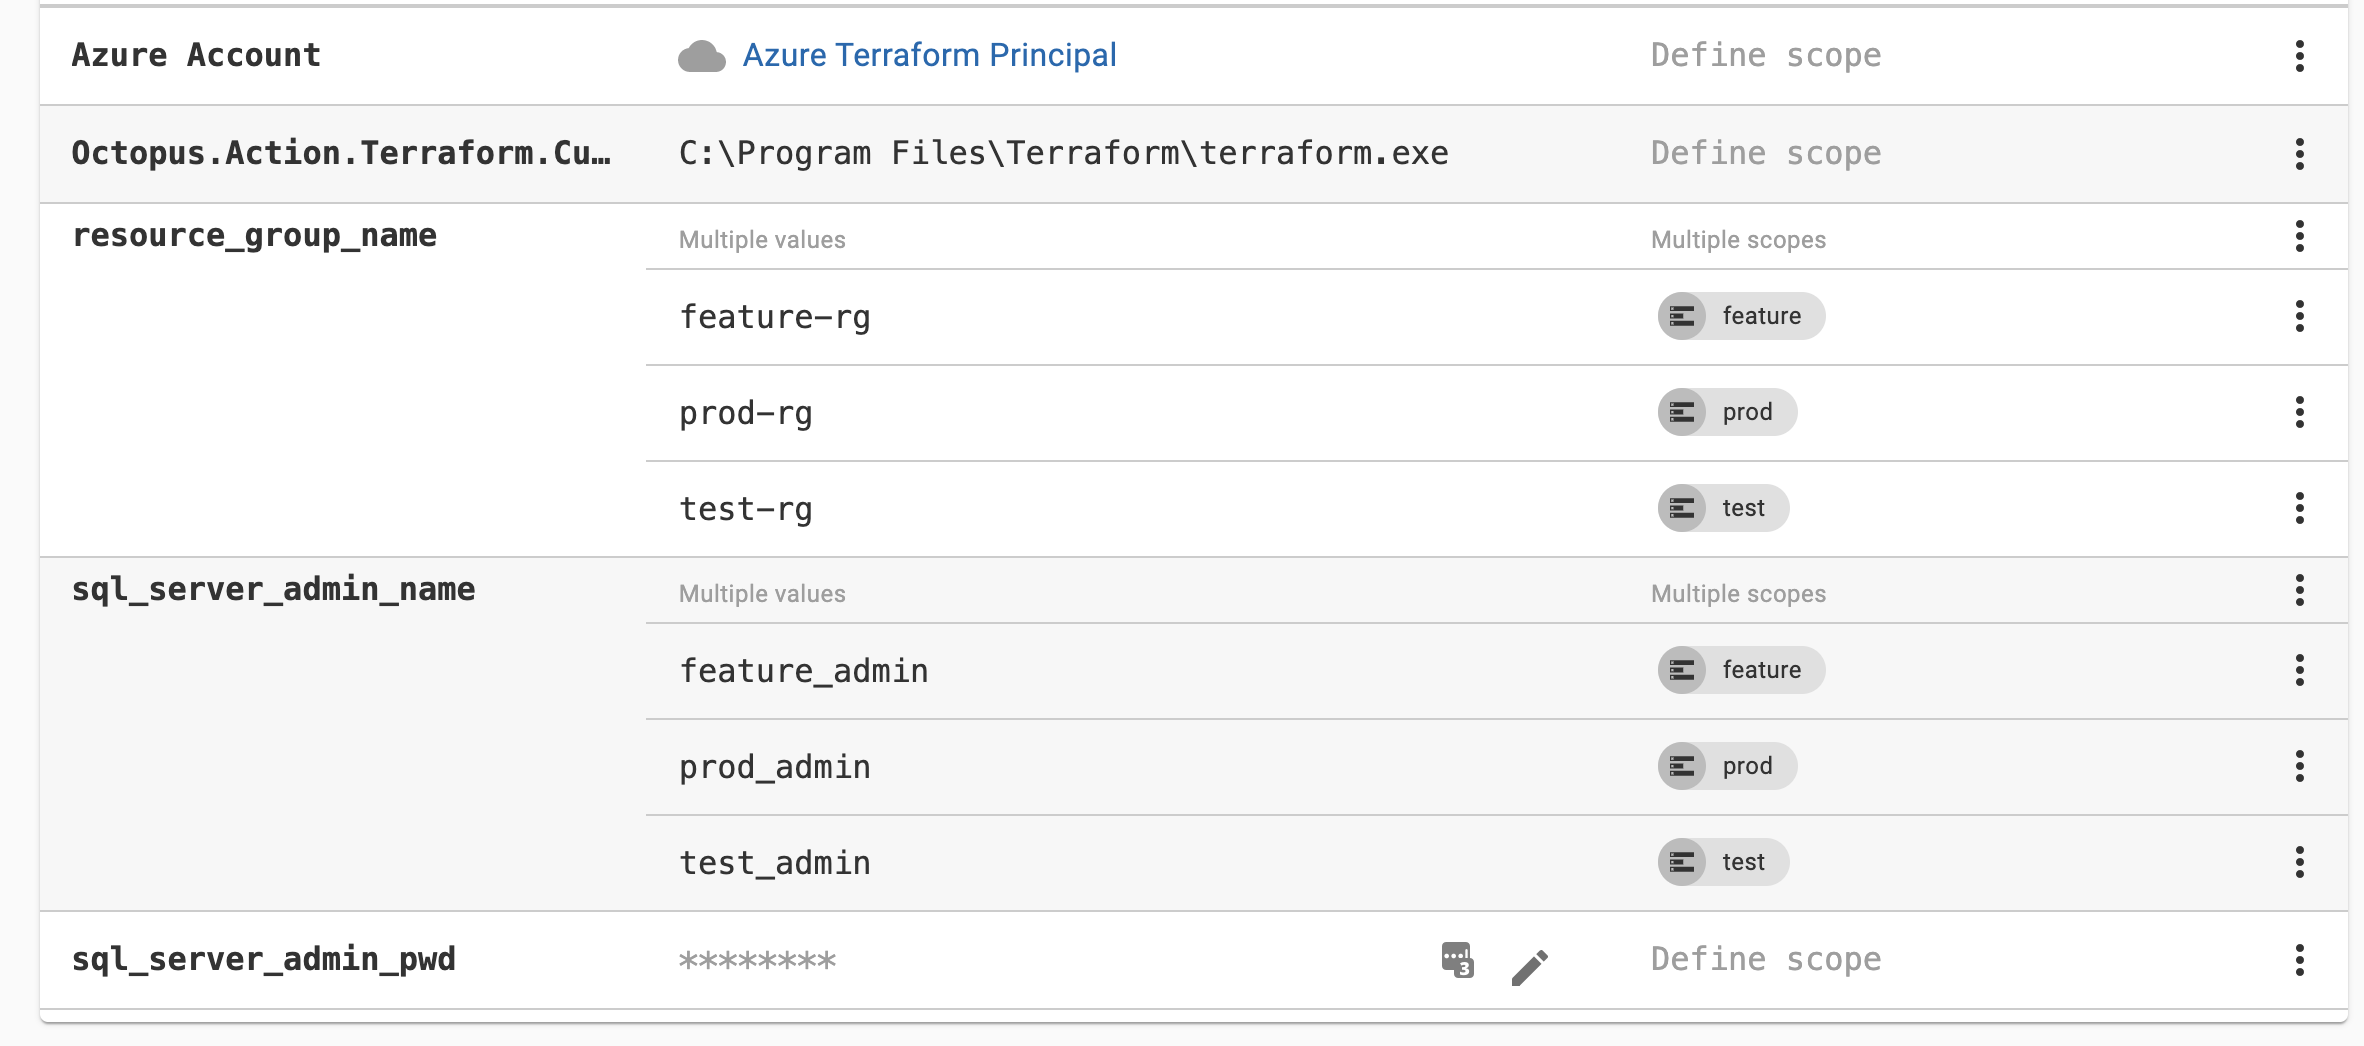 Azure Account Azure Terraform Principal Define scope
Octopus.Action.Terraform.Cu… C:\Program Files\Terraform\terraform.exe Define scope
resource_group_name Multiple values Multiple scopes
feature-rg feature
prod-rg prod
test-rg test
sql_server_admin_name Multiple values Multiple scopes
feature_admin feature
prod_admin prod
test_admin test
sql_server_admin_pwd ******** 3 Define scope